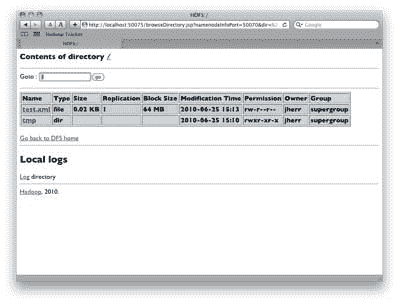 HDFS:/
http://localhost:50075/browseDirectory.jsp?namenodeInfoPort=50070&dir=
Google
Hadoop Tracker
HDFS:/
Contents of directory /
Goto : / go
Name Type Size Replication Block Size Modification Time Permission Owner Group
test.xml file 0.02 KB 1 64 MB 2010-06-25 15:13 rw-r--r-- jherr supergroup
tmp dir 2010-06-25 15:10 rwxr-xr-x jherr supergroup
Go back to DFS home
Local logs
Log directory
Hadoop, 2010.